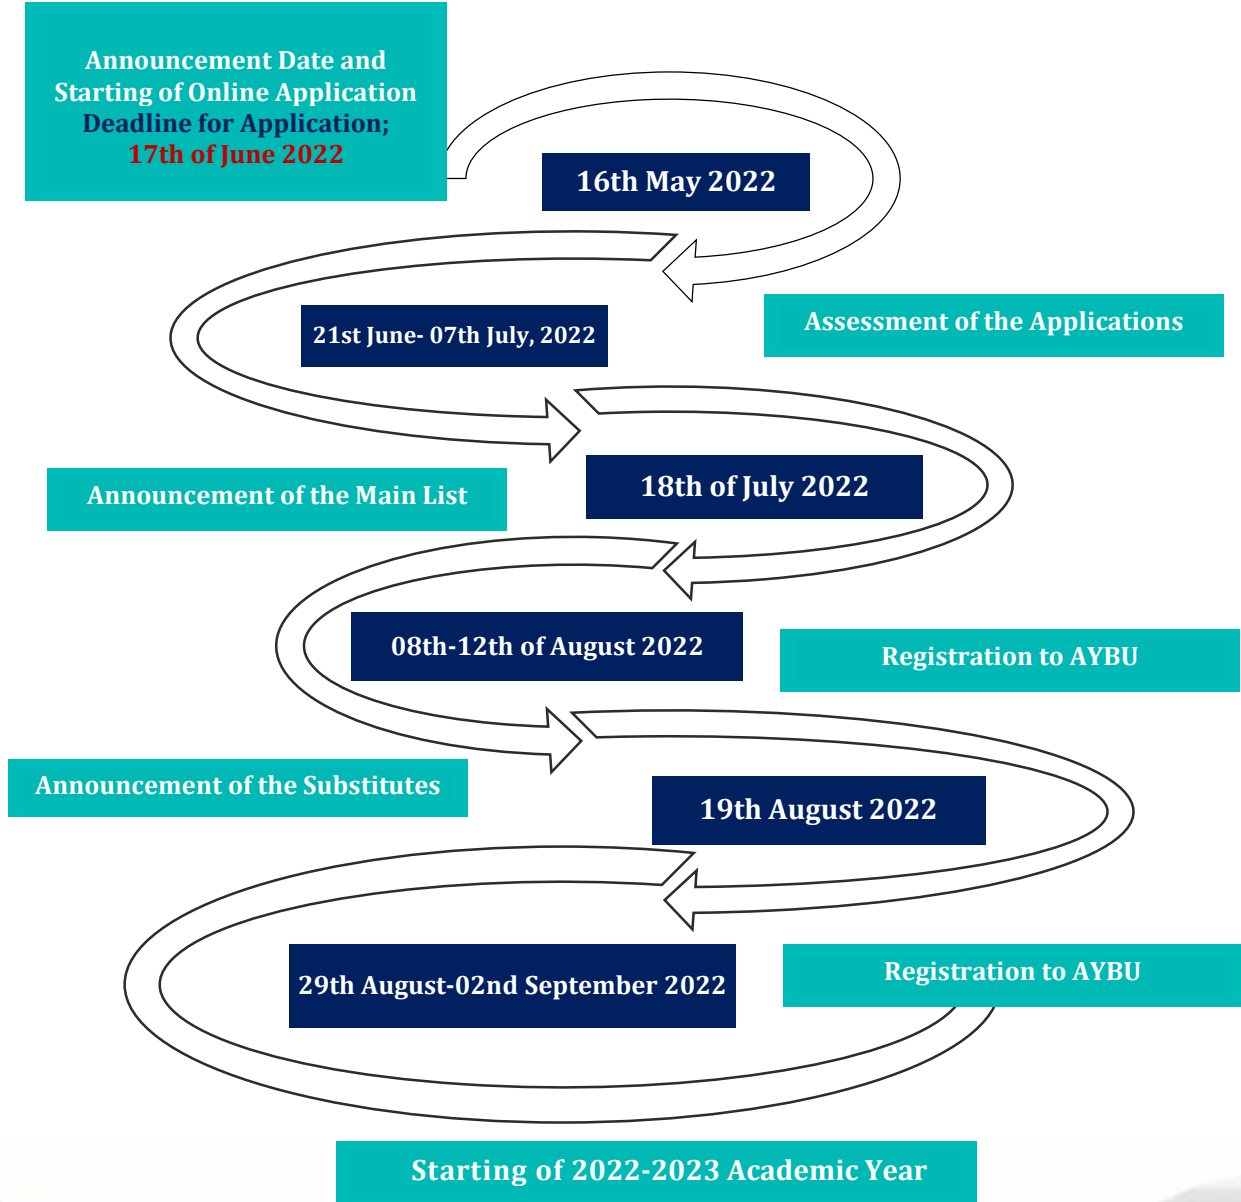 Announcement Date and
Starting of Online Application
Deadline for Application;
17th of June 2022
16th May 2022
21st June- 07th July, 2022
Assessment of the Applications
Announcement of the Main List
18th of July 2022
08th-12th of August 2022
Registration to AYBU
Announcement of the Substitutes
19th August 2022
29th August-02nd September 2022
Registration to AYBU
Starting of 2022-2023 Academic Year